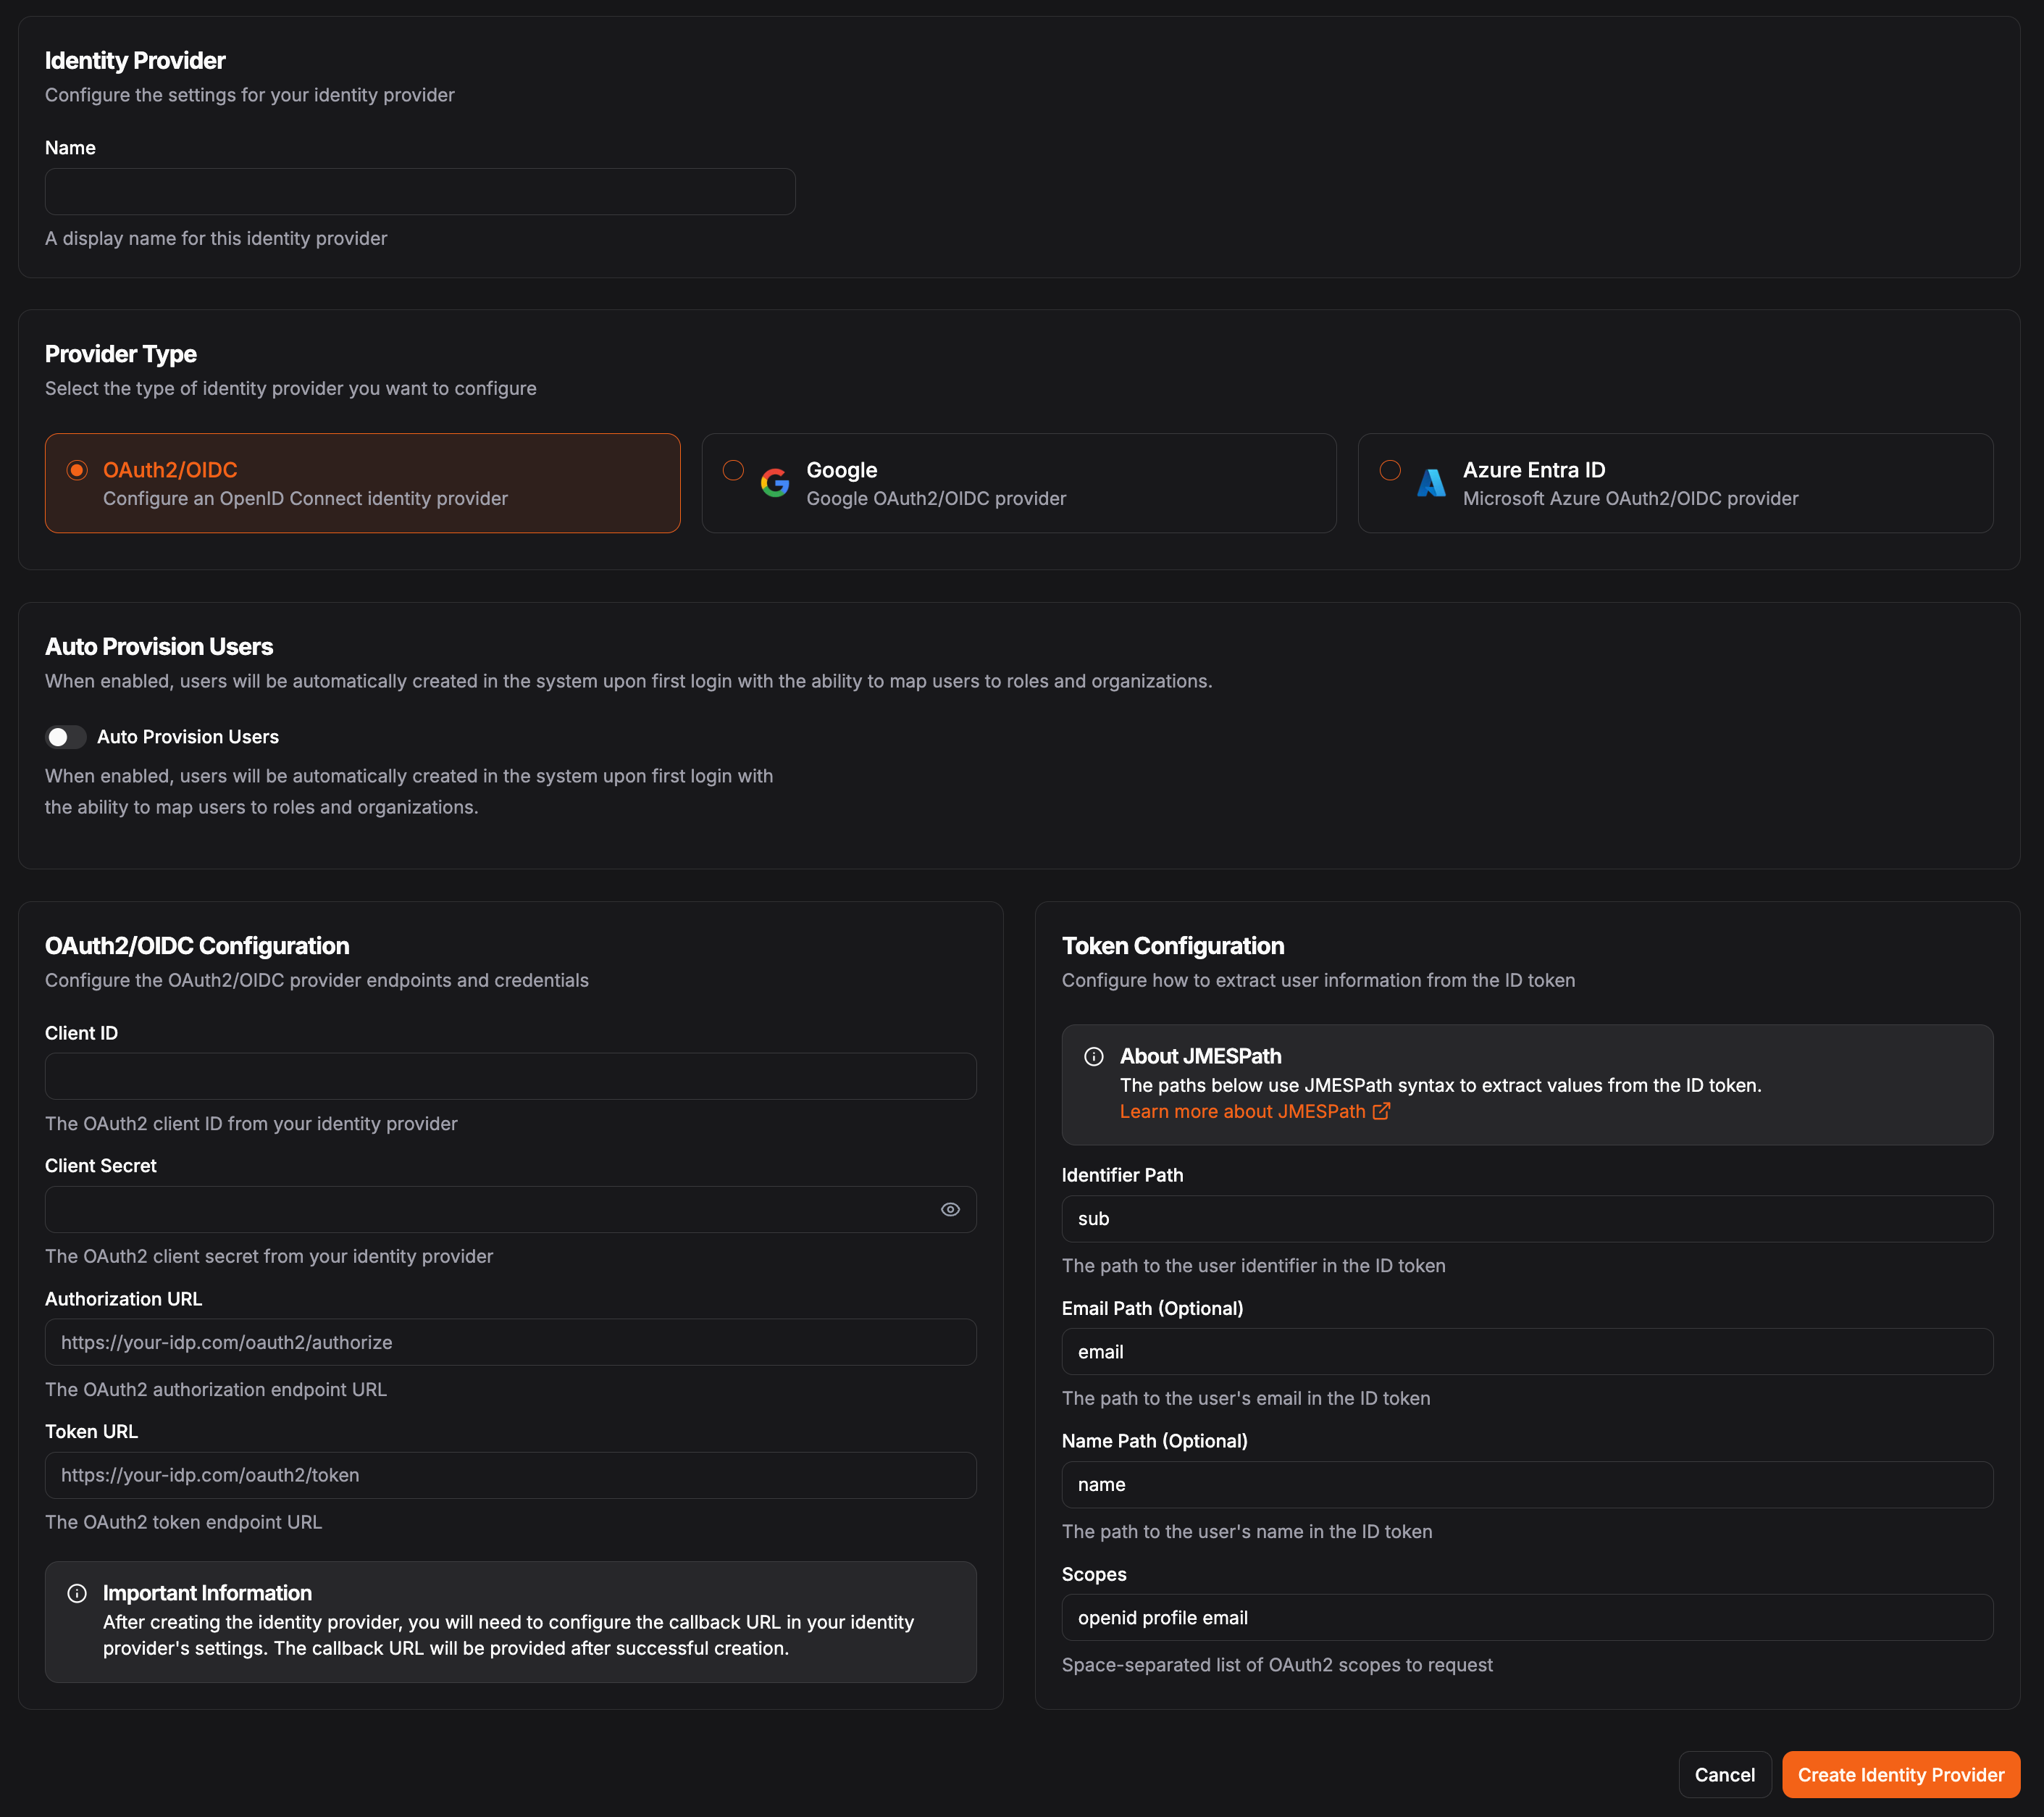 Identity Provider
Configure the settings for your identity provider
Name
A display name for this identity provider
Provider Type
Select the type of identity provider you want to configure
OAuth2/OIDC
Configure an OpenID Connect identity provider
Google
Google OAuth2/OIDC provider
Azure Entra ID
Microsoft Azure OAuth2/OIDC provider
Auto Provision Users
When enabled, users will be automatically created in the system upon first login with the ability to map users to roles and organizations.
Auto Provision Users
When enabled, users will be automatically created in the system upon first login with
the ability to map users to roles and organizations.
OAuth2/OIDC Configuration
Configure the OAuth2/OIDC provider endpoints and credentials
Client ID
The OAuth2 client ID from your identity provider
Client Secret
The OAuth2 client secret from your identity provider
Authorization URL
https://your-idp.com/oauth2/authorize
The OAuth2 authorization endpoint URL
Token URL
https://your-idp.com/oauth2/token
The OAuth2 token endpoint URL
Important Information
After creating the identity provider, you will need to configure the callback URL in your identity
provider's settings. The callback URL will be provided after successful creation.
Token Configuration
Configure how to extract user information from the ID token
About JMESPath
The paths below use JMESPath syntax to extract values from the ID token.
Learn more about JMESPath
Identifier Path
sub
The path to the user identifier in the ID token
Email Path (Optional)
email
The path to the user's email in the ID token
Name Path (Optional)
name
The path to the user's name in the ID token
Scopes
openid profile email
Space-separated list of OAuth2 scopes to request
Cancel
Create Identity Provider